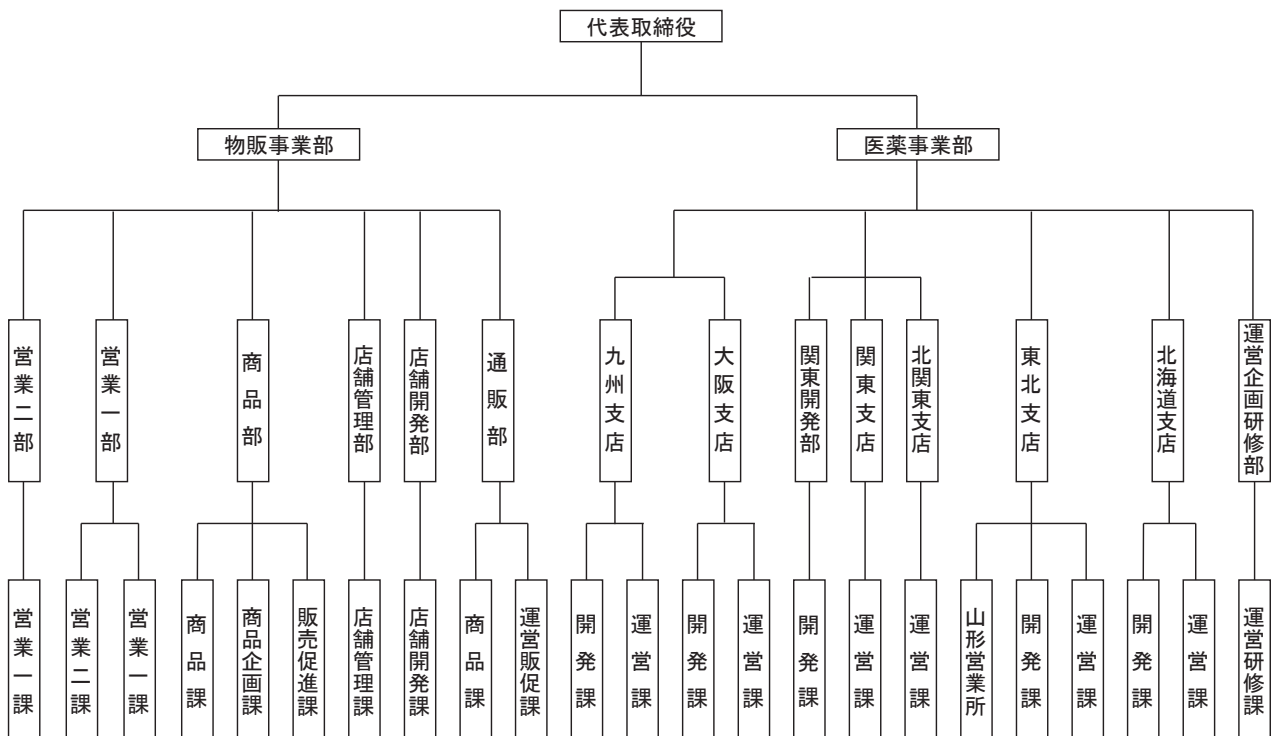 代表取締役
物販事業部
医薬事業部
営業二部
営業一部
商品部
店舗管理部
店舗開発部
通販部
九州支店
大阪支店
関東開発部
関東支店
北関東支店
東北支店
北海道支店
運営企画研修部
営業一課
営業二課
営業一課
商品課
商品企画課
販売促進課
店舗管理課
店舗開発課
商品課
運営販促課
開発課
運営課
開発課
運営課
開発課
運営課
運営課
山形営業所
開発課
運営課
開発課
運営課
運営研修課